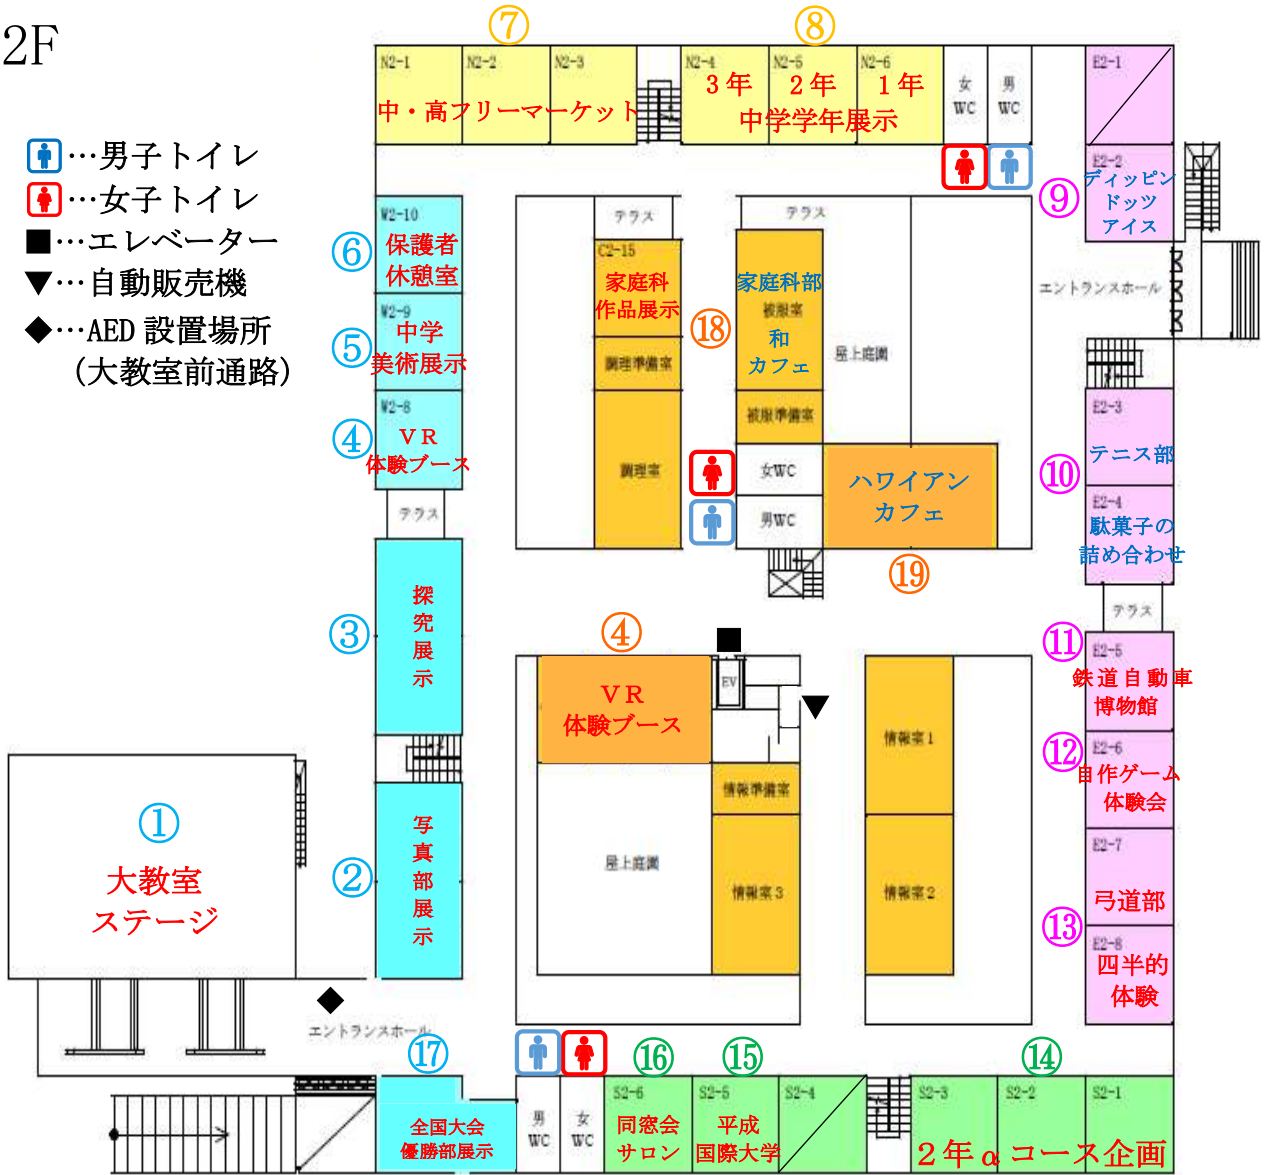 2F
…男子トイレ
…女子トイレ
■…エレベーター
▼…自動販売機
◆…AED 設置場所
(大教室前通路)
⑦
⑧
N2-1
N2-2
N2-3
中・高フリーマーケット
N2-4
N2-5
N2-6
3年
2年
1年
中学学年展示
女
WC
男
WC
E2-1
⑨
E2-2
ディッピン
ドッツ
アイス
エントランスホール
⑥
W2-10
保護者
休憩室
⑤
W2-9
中学
美術展示
④
W2-8
VR
体験ブース
テラス
テラス
C2-15
家庭科
作品展示
調理準備室
調理室
⑱
テラス
家庭科部
被服室
和
カフェ
被服準備室
女WC
男WC
屋上庭園
ハワイアン
カフェ
⑲
E2-3
⑩
テニス部
E2-4
駄菓子の
詰め合わせ
テラス
③
探究展示
④
VR
体験ブース
■
EV
▼
情報準備室
情報室3
屋上庭園
情報室1
情報室2
⑪
E2-5
鉄道自動車
博物館
⑫
E2-6
自作ゲーム
体験会
E2-7
弓道部
⑬
E2-8
四半的
体験
①
大教室
ステージ
②
写真部展示
◆
エントランスホール
⑰
全国大会
優勝部展示
男
WC
女
WC
⑯
S2-6
同窓会
サロン
⑮
S2-5
平成
国際大学
S2-4
⑭
S2-3
S2-2
S2-1
2年αコース企画